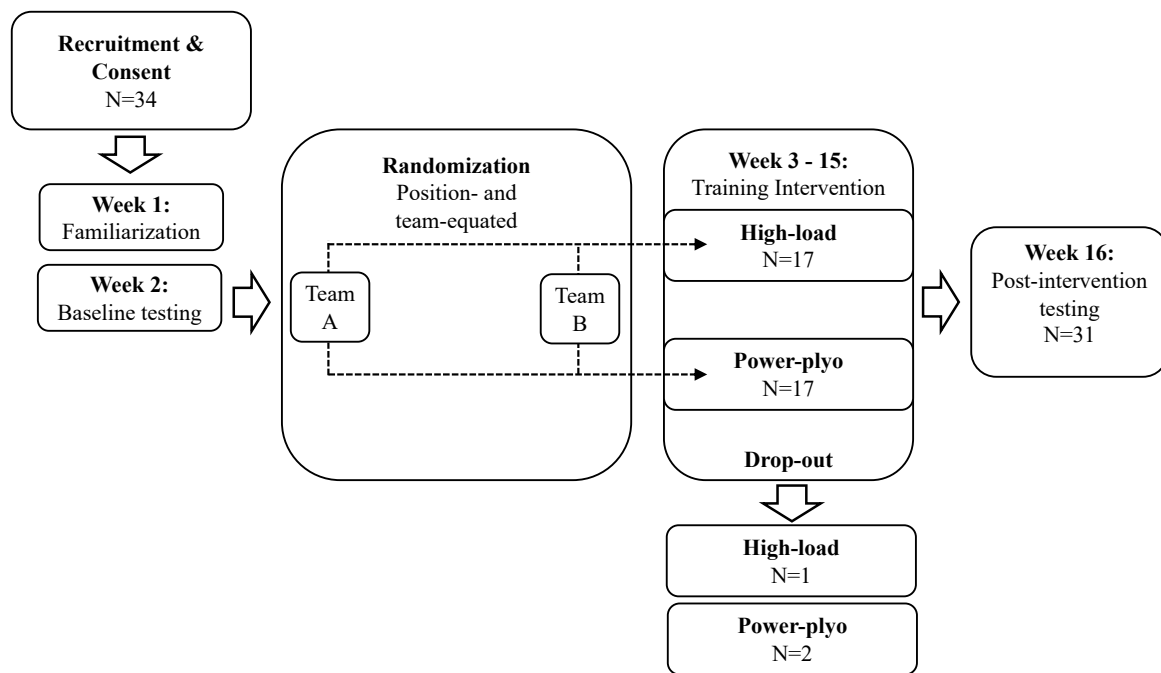 Recruitment &
Consent
N=34
Week 1:
Familiarization
Week 2:
Baseline testing
Randomization
Position- and
team-equated
Team
A
Team
B
Week 3 - 15:
Training Intervention
High-load
N=17
Power-plyo
N=17
Drop-out
High-load
N=1
Power-plyo
N=2
Week 16:
Post-intervention
testing
N=31